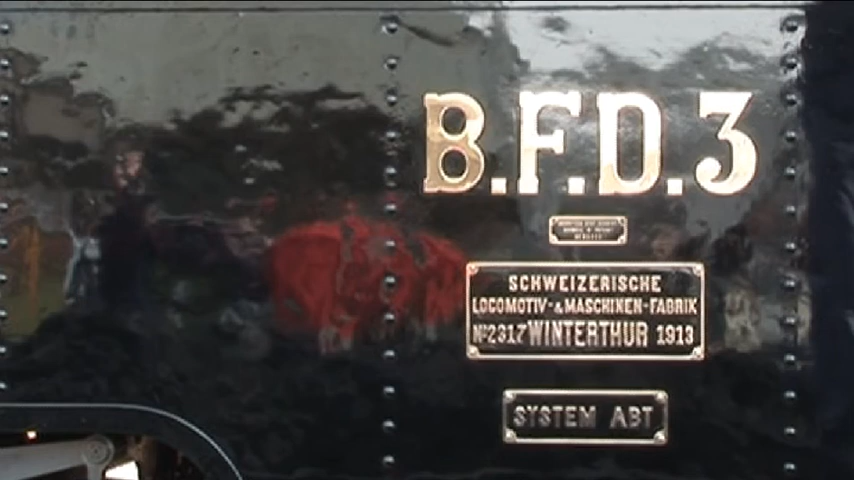 B.F.D.3
SCHWEIZERISCHE
LOCOMOTIV-&MASCHINEN-FABRIK
Nº2317 WINTERTHUR 1913
SYSTEM ABT